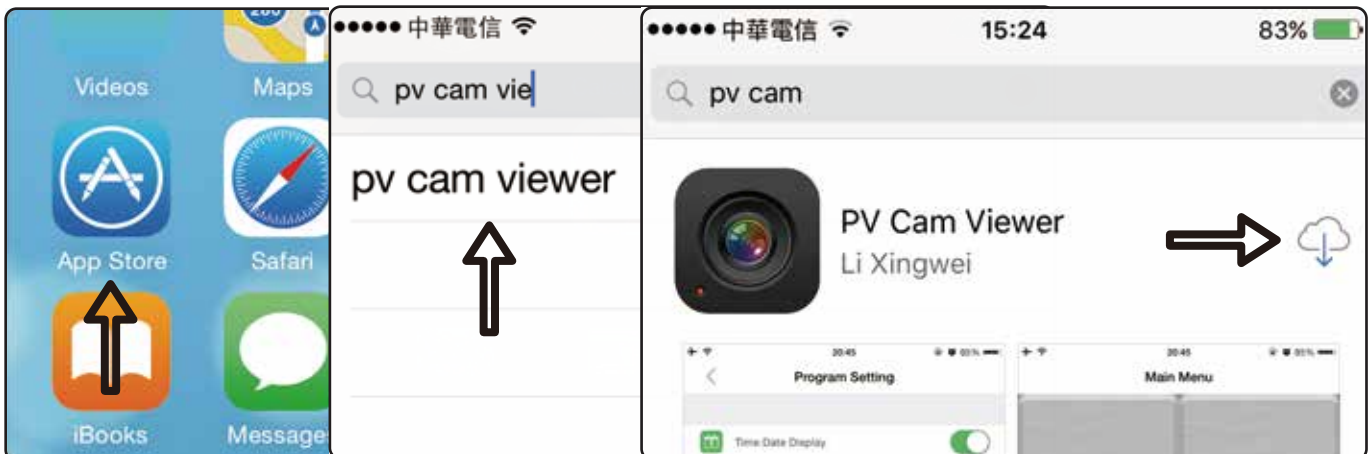 280
Videos
Maps
App Store
Safari
iBooks
Message
中華電信
pv cam vie
pv cam viewer
中華電信 15:24 83%
pv cam
PV Cam Viewer
Li Xingwei
20:45
Program Setting
Time Date Display
20:45
Main Menu